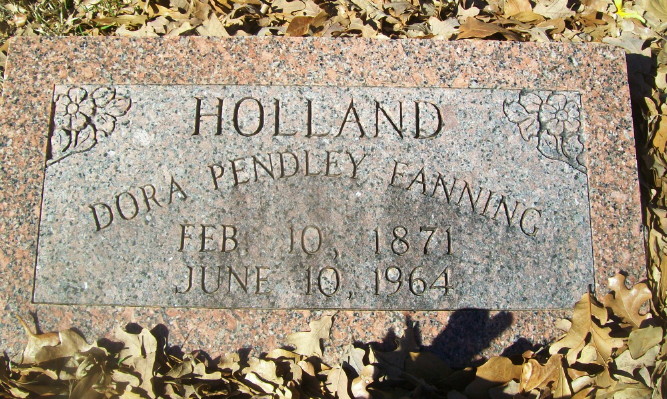 HOLLAND
DORA PENDLEY FANNING
FEB 10, 1871
JUNE 10, 1964